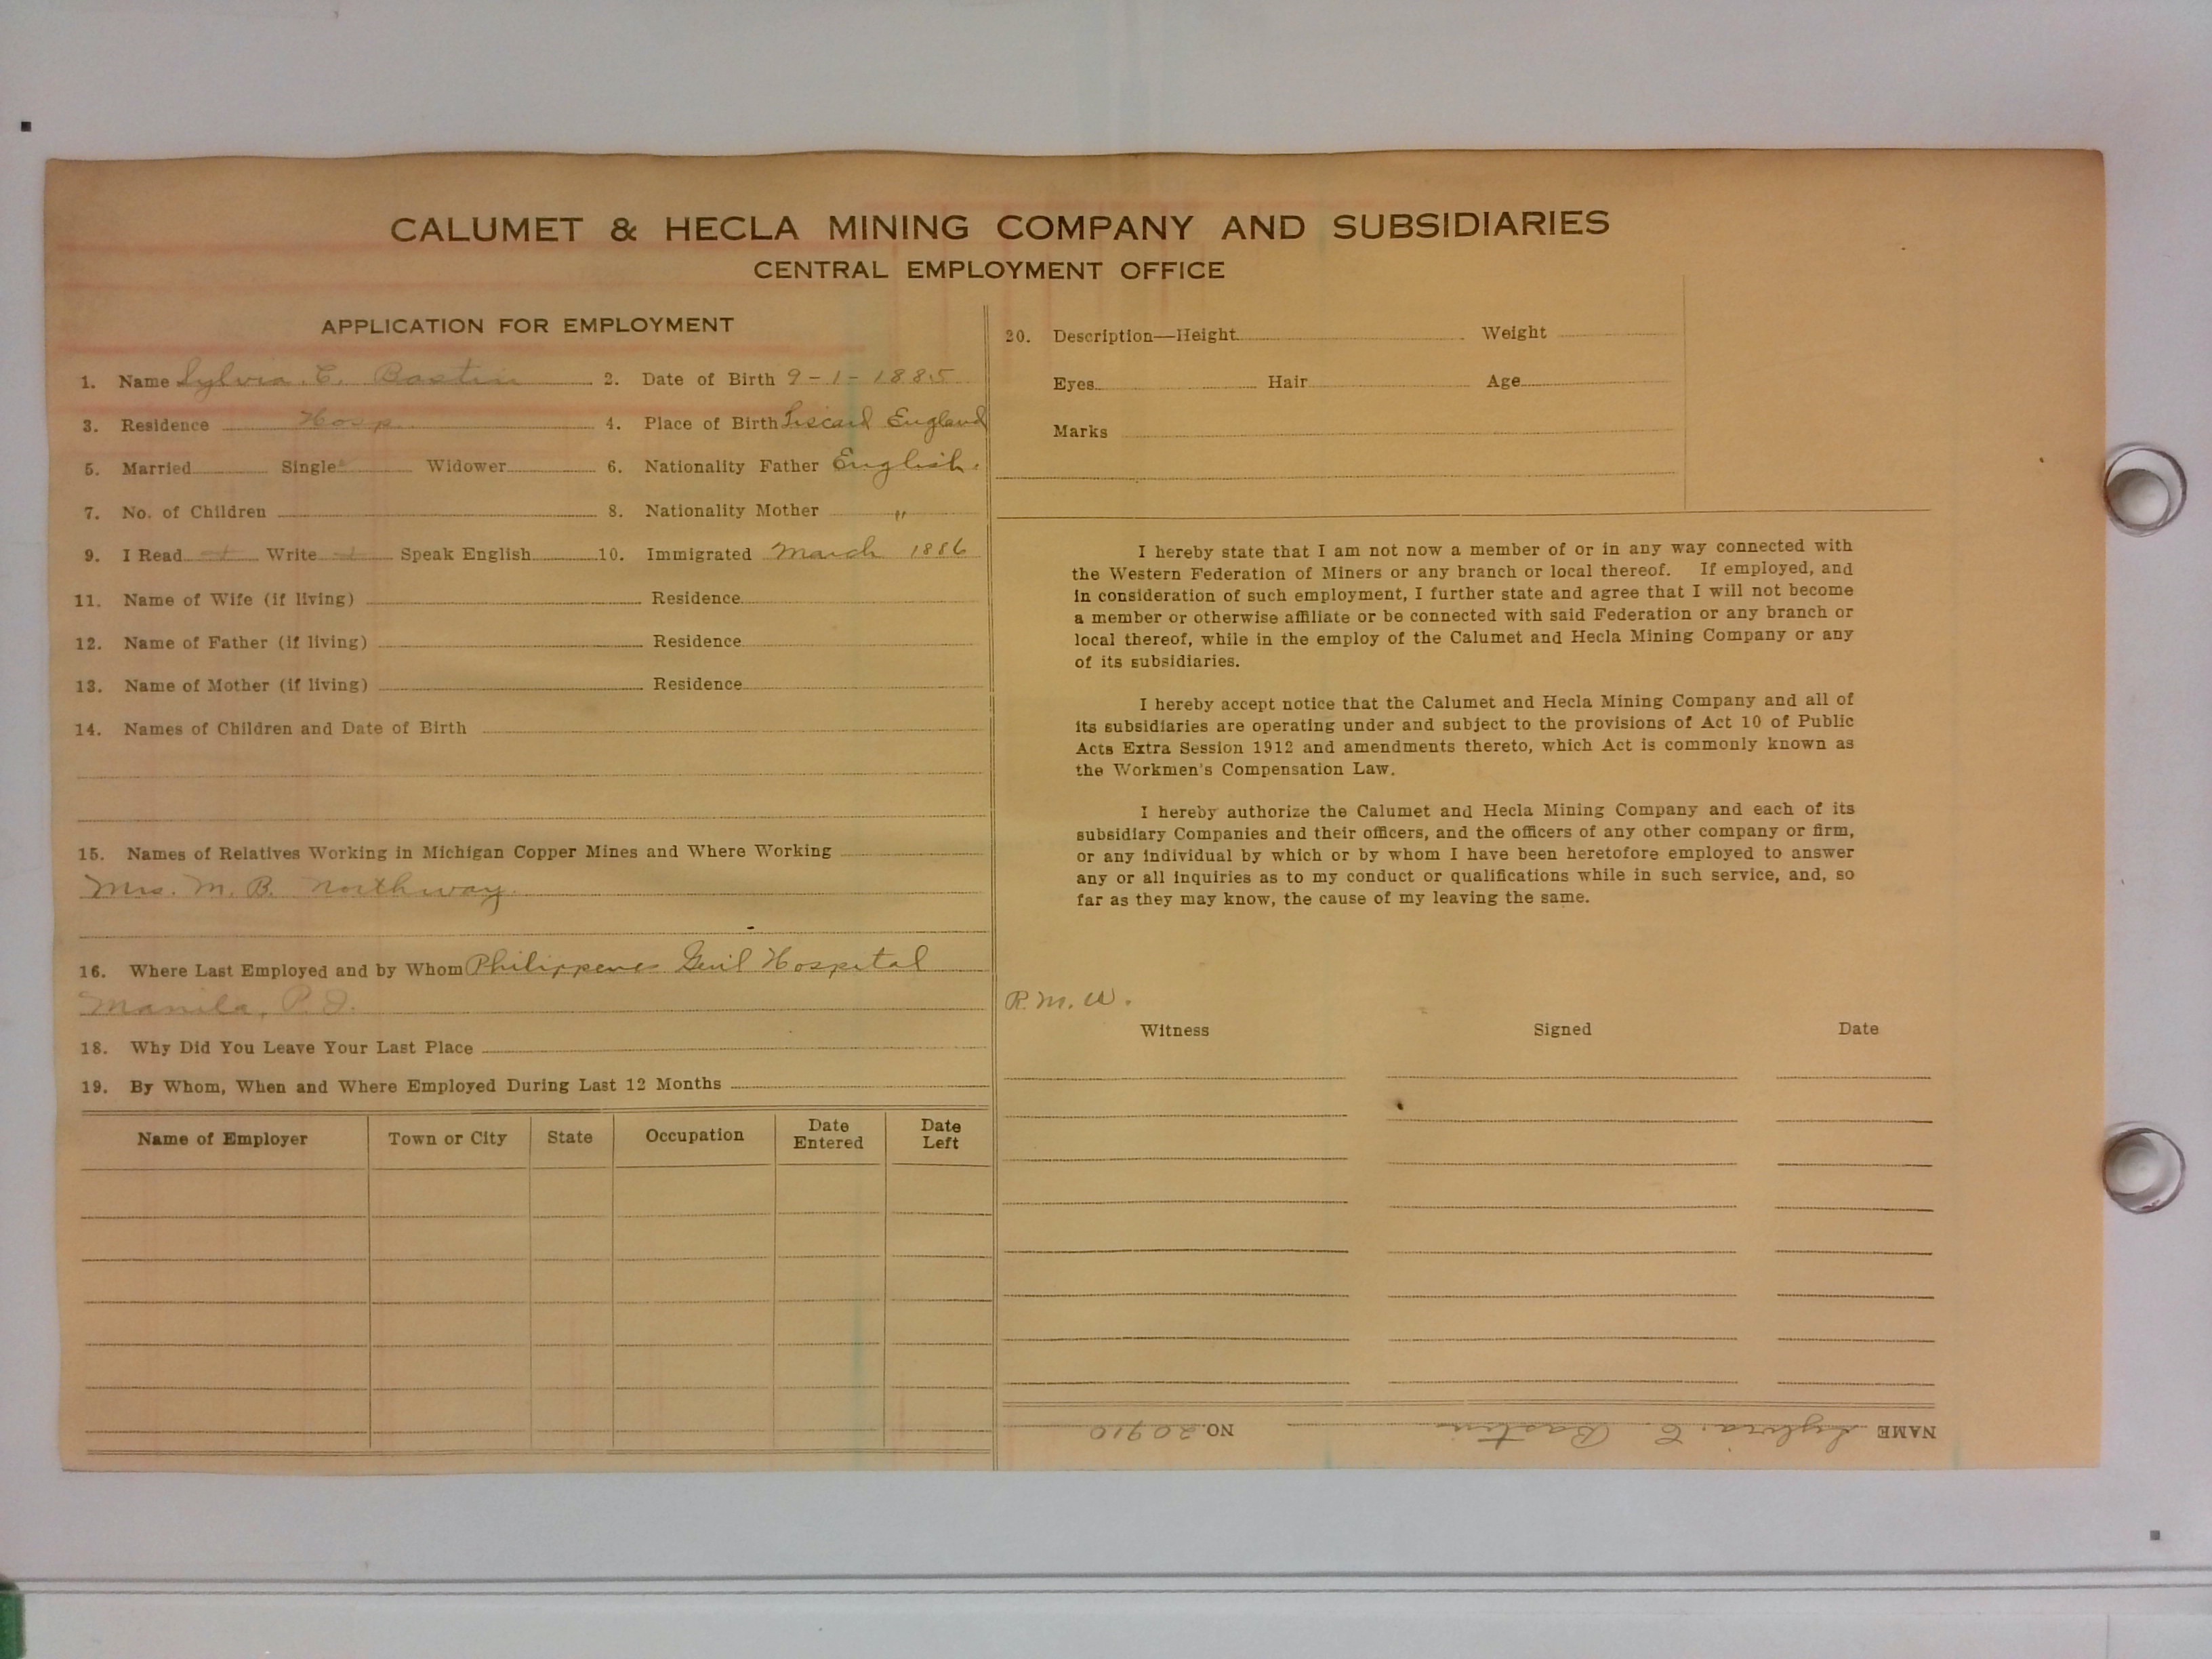 CALUMET & HECLA MINING COMPANY AND SUBSIDIARIES
CENTRAL EMPLOYMENT OFFICE
APPLICATION FOR EMPLOYMENT
1. Name Sylvia. C. Bastin 2. Date of Birth 9-1-1885
3. Residence Hosp. 4. Place of Birth Liscard England
5. Married Single Widower 6. Nationality Father English.
7. No. of Children 8. Nationality Mother "
9. I Read Write Speak English 10. Immigrated March 1886
11. Name of Wife (if living) Residence
12. Name of Father (if living) Residence
13. Name of Mother (if living) Residence
14. Names of Children and Date of Birth
15. Names of Relatives Working in Michigan Copper Mines and Where Working
Mrs. M. B. Northway.
16. Where Last Employed and by Whom Hospital
Manila, P.I.
18. Why Did You Leave Your Last Place
19. By Whom, When and Where Employed During Last 12 Months
Name of Employer Town or City State Occupation Date Entered Date Left
20. Description—Height Weight
Eyes Hair Age
Marks
I hereby state that I am not now a member of or in any way connected with
the Western Federation of Miners or any branch or local thereof. If employed, and
in consideration of such employment, I further state and agree that I will not become
a member or otherwise affiliate or be connected with said Federation or any branch or
local thereof, while in the employ of the Calumet and Hecla Mining Company or any
of its subsidiaries.
I hereby accept notice that the Calumet and Hecla Mining Company and all of
its subsidiaries are operating under and subject to the provisions of Act 10 of Public
Acts Extra Session 1912 and amendments thereto, which Act is commonly known as
the Workmen's Compensation Law.
I hereby authorize the Calumet and Hecla Mining Company and each of its
subsidiary Companies and their officers, and the officers of any other company or firm,
or any individual by which or by whom I have been heretofore employed to answer
any or all inquiries as to my conduct or qualifications while in such service, and, so
far as they may know, the cause of my leaving the same.
R. M. W.
Witness Signed Date
NAME Sylvia. C. Bastin NO. 20910